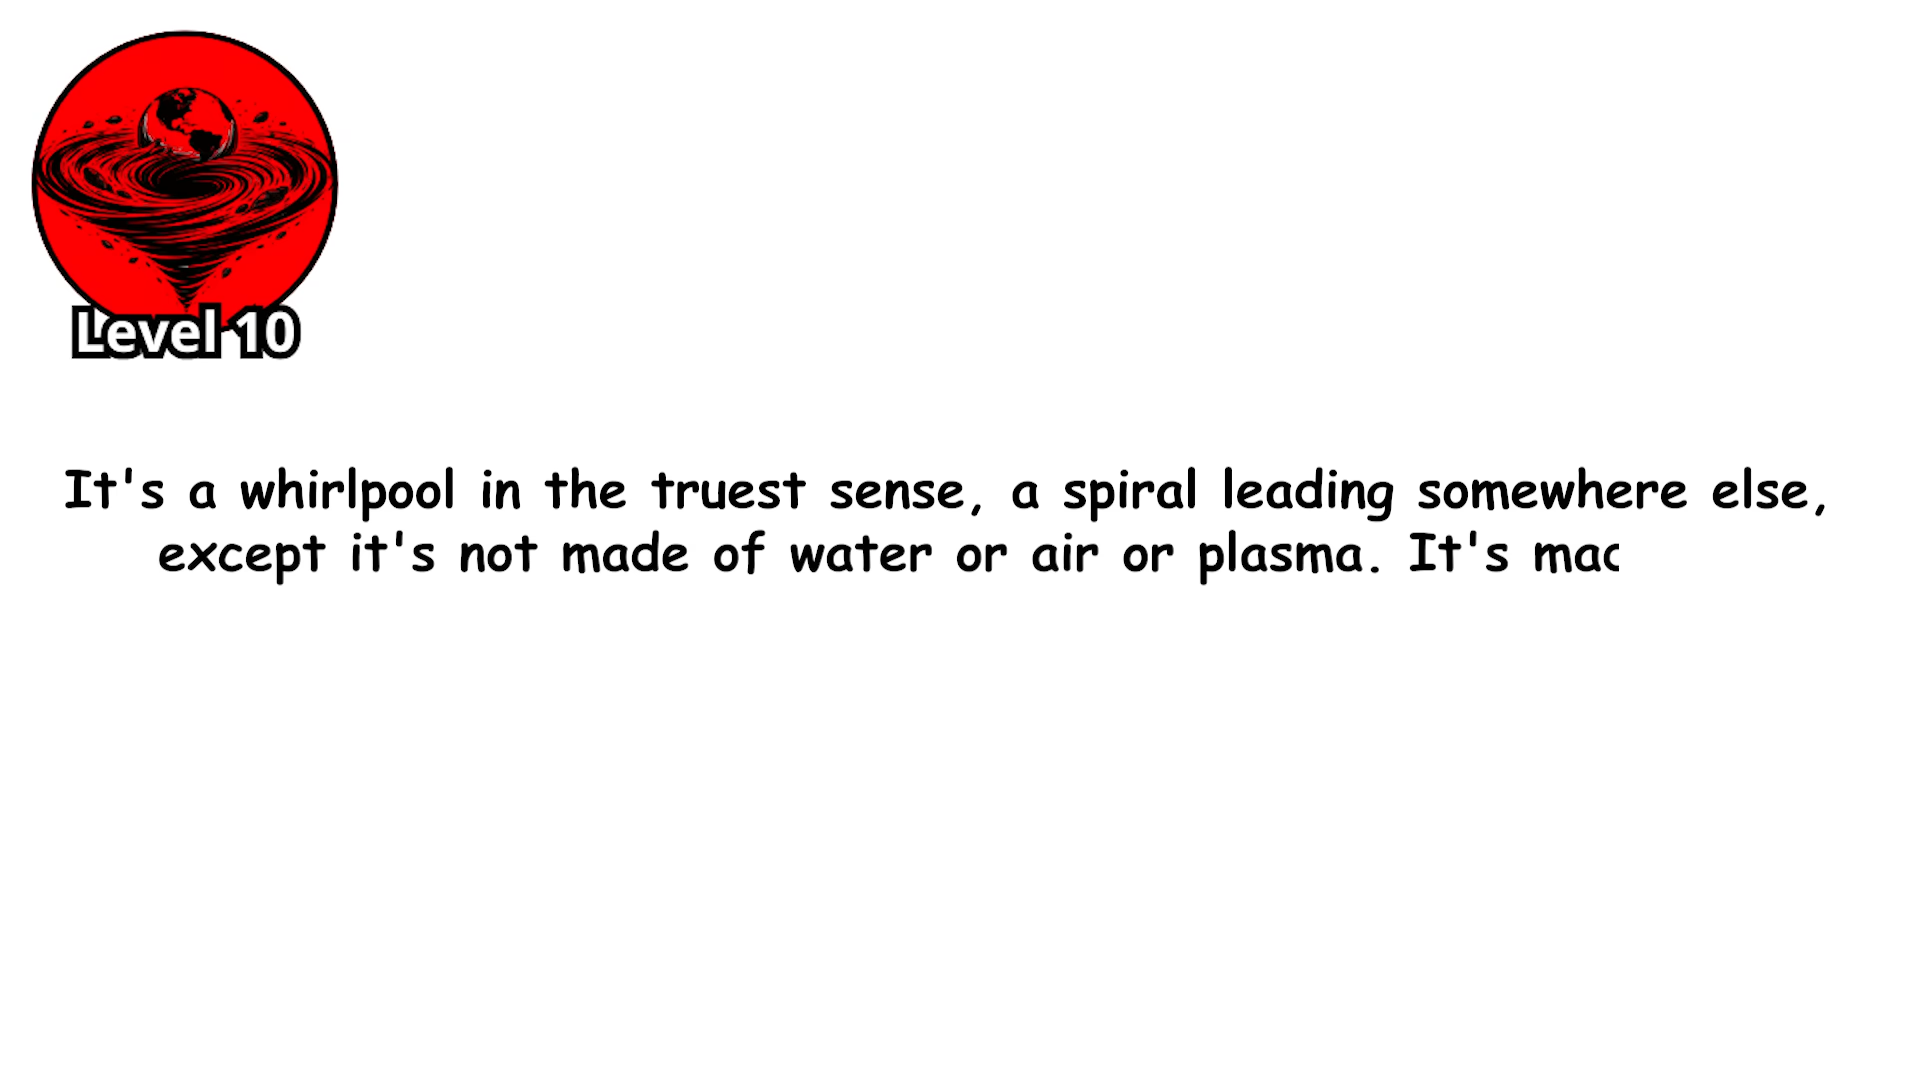 Level 10
It's a whirlpool in the truest sense, a spiral leading somewhere else,
except it's not made of water or air or plasma. It's